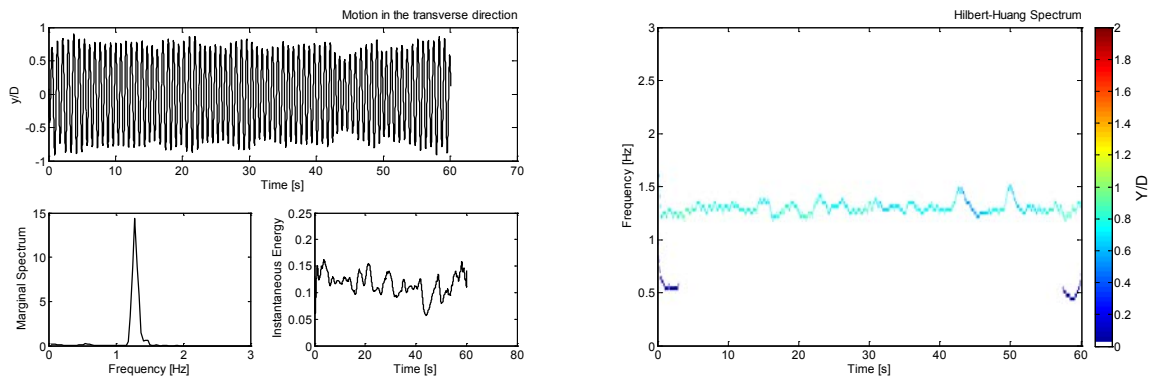 Motion in the transverse direction
1
0.5
0
-0.5
-1
y/D
0 10 20 30 40 50 60 70
Time [s]
15
10
5
0
Marginal Spectrum
0 1 2 3
Frequency [Hz]
0.25
0.20
0.15
0.10
0.05
0
Instantaneous Energy
0 20 40 60 80
Time [s]
Hilbert-Huang Spectrum
3
2.5
2
1.5
1
0.5
0
Frequency [Hz]
0 10 20 30 40 50 60
Time [s]
2
1.8
1.6
1.4
1.2
1
0.8
0.6
0.4
0.2
0
Y/D